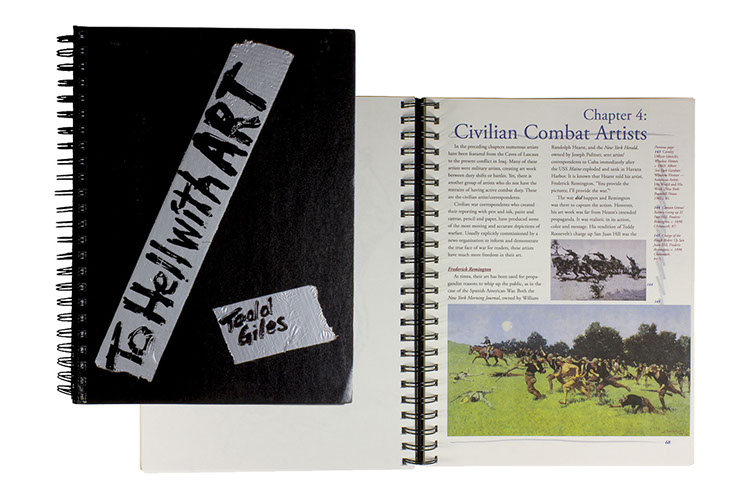 To Hell with ART
Todd
Giles
Chapter 4:
Civilian Combat Artists
In the preceding chapters numerous artists
have been featured from the Caves of Lascaux
to the present conflict in Iraq. Many of these
artists were military artists, creating art work
between duty shifts or battles. Yet, there is
another group of artists who do not have the
restraints of having active combat duty. These
are the civilian artist/correspondents.
Civilian war correspondents who created
their reporting with pen and ink, paint and
canvas, pencil and paper, have produced some
of the most moving and accurate depictions of
warfare. Usually explicitly commissioned by a
news organization to inform and demonstrate
the true face of war for readers, these artists
have much more freedom in their art.
Frederick Remington
At times, their art has been used for propa-
gandize reasons to whip up the public, as in the
case of the Spanish American War. Both the
New York Morning Journal, owned by William
Randolph Hearst, and the New York Herald,
owned by Joseph Pulitzer, sent artist/
correspondents to Cuba immediately after
the USS Maine exploded and sank in Havana
Harbor. It is known that Hearst told his artist,
Frederick Remington, "You provide the
pictures, I'll provide the war."
The war did happen and Remington
was there to capture the action. However,
his art work was far from Hearst's intended
propaganda. It was realistic in its action,
color and message. His rendition of Teddy
Roosevelt's charge up San Juan Hill was the
Previous page
144
145
68